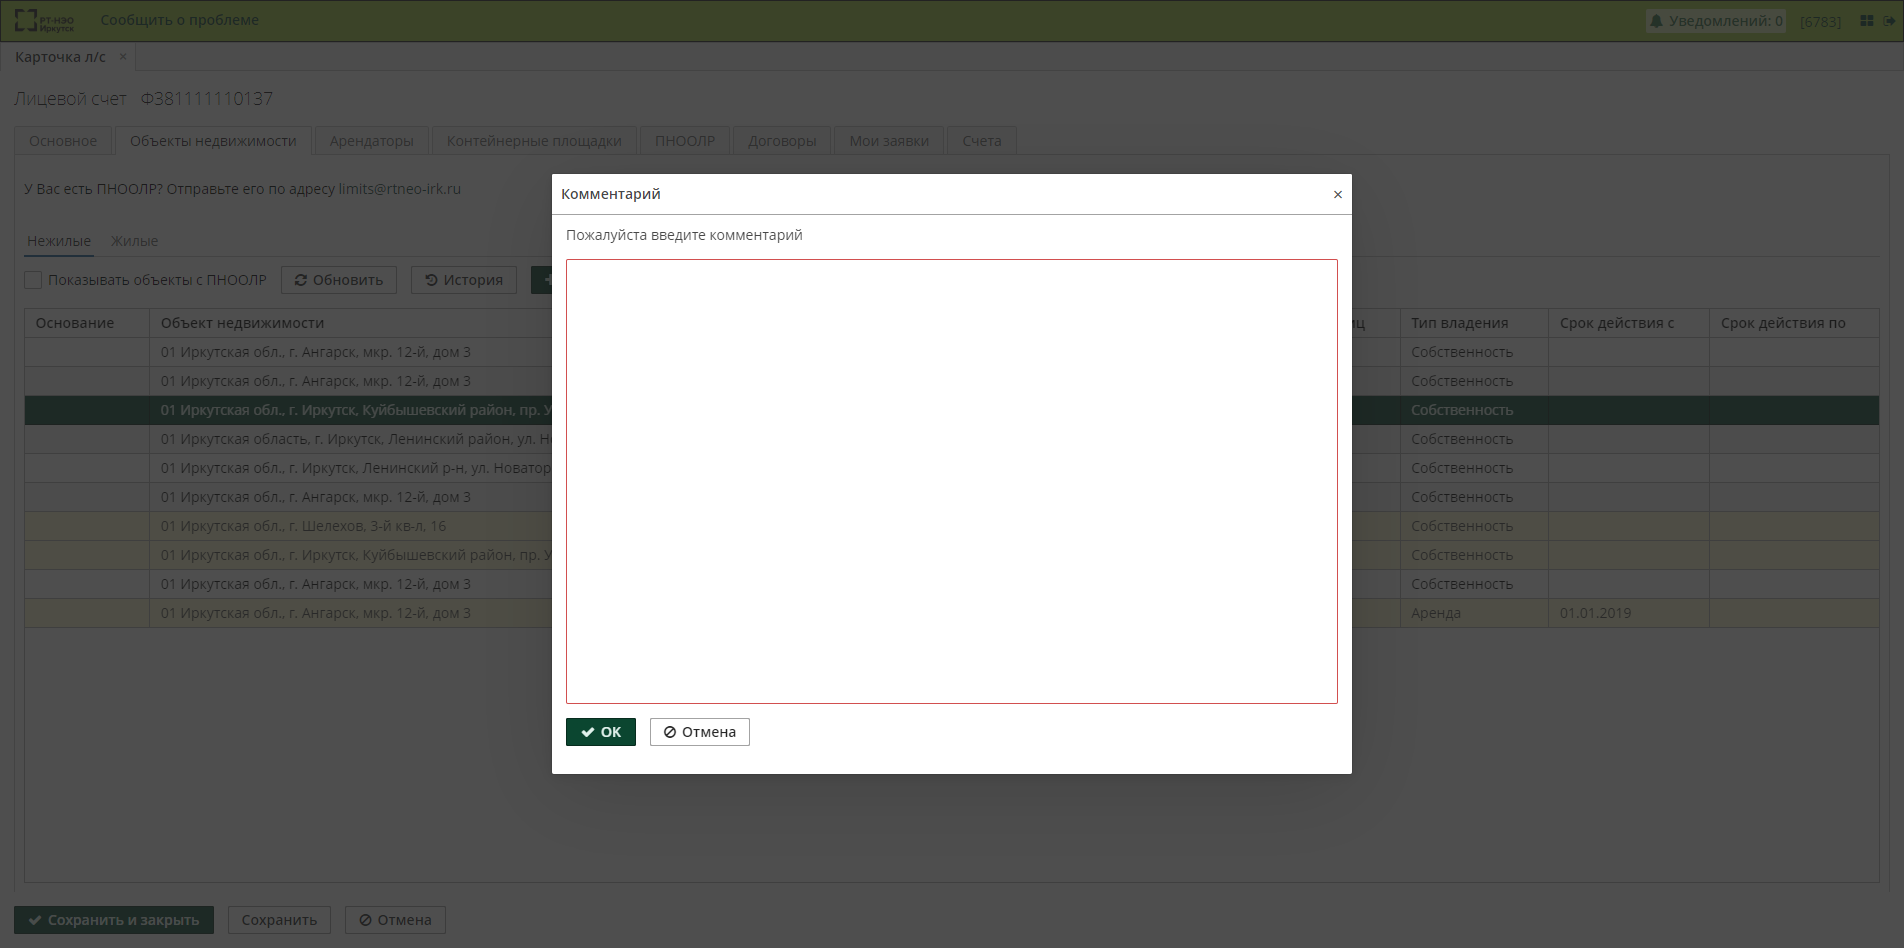 РТ-НЭО
Иркутск
Сообщить о проблеме
Уведомлений: 0
[6783]
Карточка л/с
Лицевой счет Ф381111110137
Основное Объекты недвижимости Арендаторы Контейнерные площадки ПНООЛР Договоры Мои заявки Счета
У Вас есть ПНООЛР? Отправьте его по адресу limits@rtneo-irk.ru
Нежилые Жилые
Показывать объекты с ПНООЛР Обновить История
Основание Объект недвижимости Тип владения Срок действия с Срок действия по
01 Иркутская обл., г. Ангарск, мкр. 12-й, дом 3 Собственность
01 Иркутская обл., г. Ангарск, мкр. 12-й, дом 3 Собственность
01 Иркутская обл., г. Иркутск, Куйбышевский район, пр. У Собственность
01 Иркутская область, г. Иркутск, Ленинский район, ул. Но Собственность
01 Иркутская обл., г. Иркутск, Ленинский р-н, ул. Новатор Собственность
01 Иркутская обл., г. Ангарск, мкр. 12-й, дом 3 Собственность
01 Иркутская обл., г. Шелехов, 3-й кв-л, 16 Собственность
01 Иркутская обл., г. Иркутск, Куйбышевский район, пр. У Собственность
01 Иркутская обл., г. Ангарск, мкр. 12-й, дом 3 Собственность
01 Иркутская обл., г. Ангарск, мкр. 12-й, дом 3 Аренда 01.01.2019
Комментарий
Пожалуйста введите комментарий
ОК Отмена
Сохранить и закрыть Сохранить Отмена